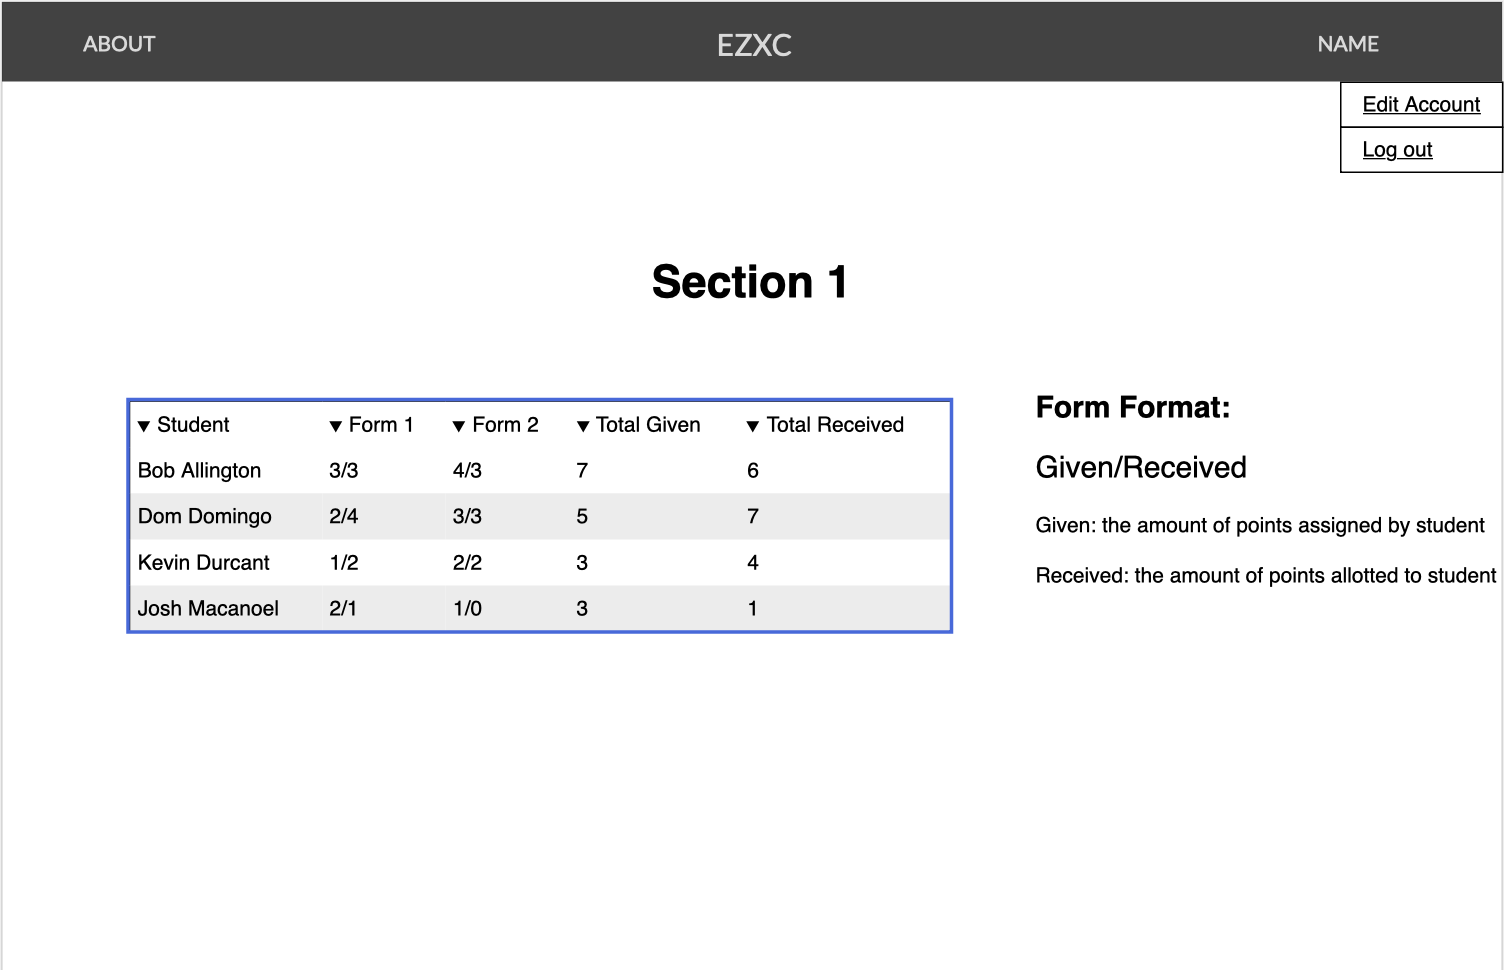 ABOUT EZXC NAME
Edit Account
Log out
Section 1
▼ Student ▼ Form 1 ▼ Form 2 ▼ Total Given ▼ Total Received
Bob Allington 3/3 4/3 7 6
Dom Domingo 2/4 3/3 5 7
Kevin Durcant 1/2 2/2 3 4
Josh Macanoel 2/1 1/0 3 1
Form Format:
Given/Received
Given: the amount of points assigned by student
Received: the amount of points allotted to student